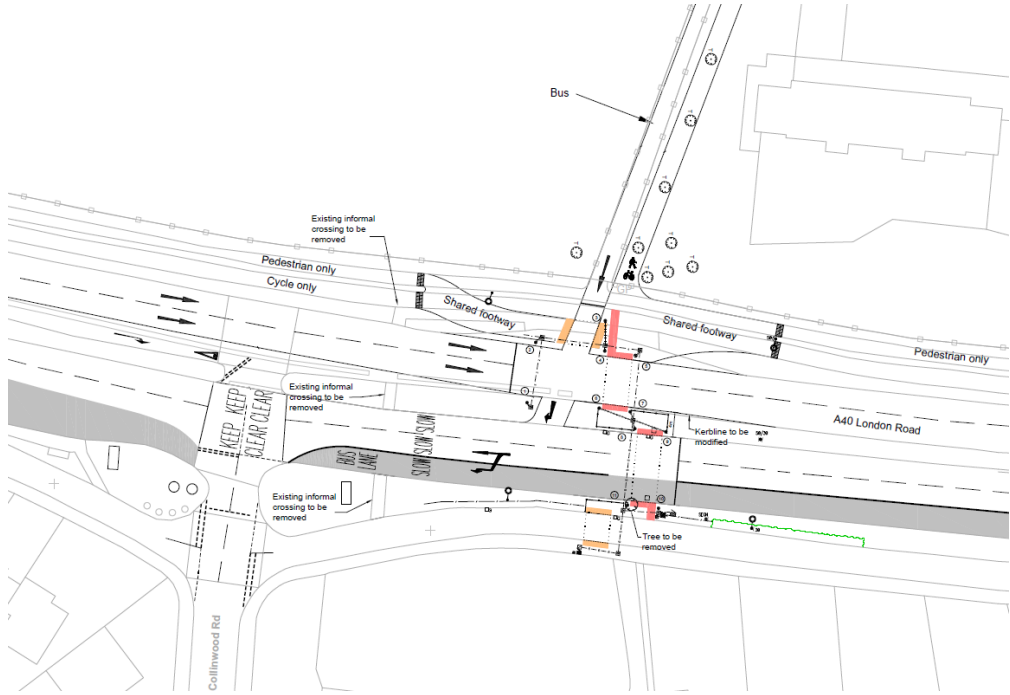 Bus
Existing informal
crossing to be
removed
Pedestrian only
Cycle only
Shared footway
Shared footway
Pedestrian only
Existing informal
crossing to be
removed
KEEP KEEP
CLEAR CLEAR
BUS
LANE
SLOW SLOW SLOW
A40 London Road
Kerbline to be
modified
Existing informal
crossing to be
removed
Tree to be
removed
Collinwood Rd